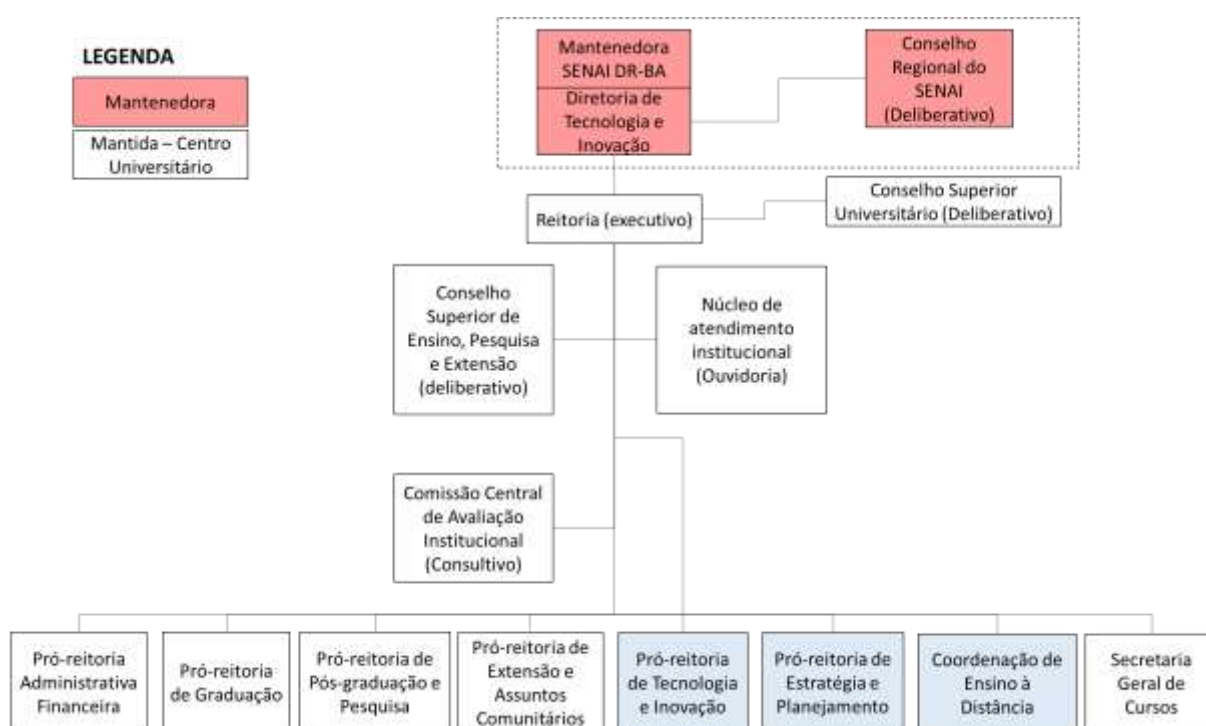 LEGENDA
Mantenedora
Mantida – Centro
Universitário
Mantenedora
SENAI DR-BA
Diretoria de
Tecnologia e
Inovação
Conselho
Regional do
SENAI
(Deliberativo)
Reitoria (executivo)
Conselho Superior
Universitário (Deliberativo)
Conselho
Superior de
Ensino, Pesquisa
e Extensão
(deliberativo)
Núcleo de
atendimento
institucional
(Ouvidoria)
Comissão Central
de Avaliação
Institucional
(Consultivo)
Pró-reitoria
Administrativa
Financeira
Pró-reitoria
de Graduação
Pró-reitoria de
Pós-graduação e
Pesquisa
Pró-reitoria de
Extensão e
Assuntos
Comunitários
Pró-reitoria
de Tecnologia
e Inovação
Pró-reitoria de
Estratégia e
Planejamento
Coordenação de
Ensino à
Distância
Secretaria
Geral de
Cursos